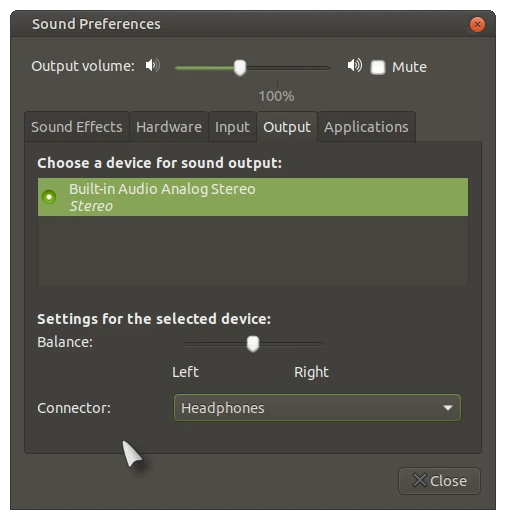 Sound Preferences
Output volume:
Mute
100%
Sound Effects
Hardware
Input
Output
Applications
Choose a device for sound output:
Built-in Audio Analog Stereo
Stereo
Settings for the selected device:
Balance:
Left
Right
Connector:
Headphones
Close